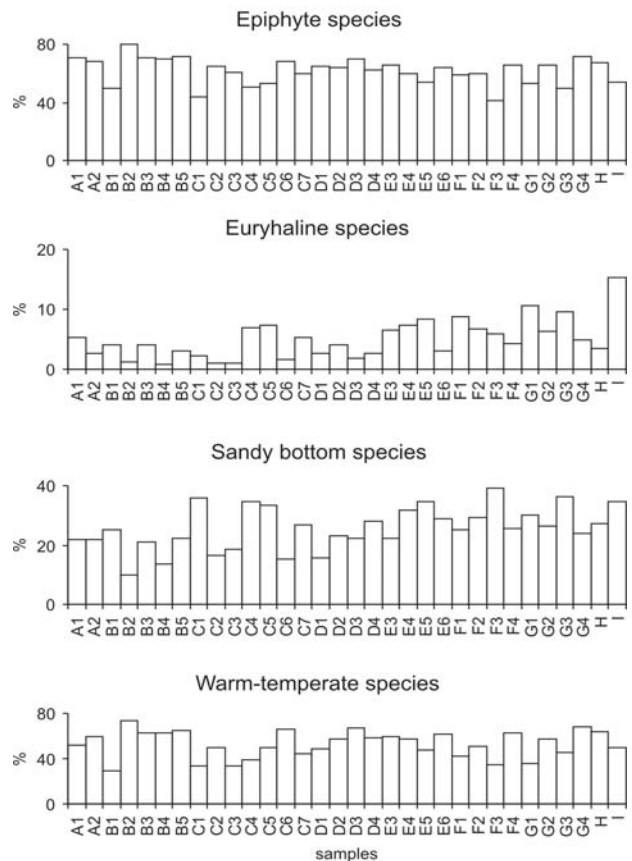 Epiphyte species
80
40
0
%
A1 A2 B1 B2 B3 B4 B5 C1 C2 C3 C4 C5 C6 C7 D1 D2 D3 D4 E3 E4 E5 E6 F1 F2 F3 F4 G1 G2 G3 G4 H I
Euryhaline species
20
10
0
%
A1 A2 B1 B2 B3 B4 B5 C1 C2 C3 C4 C5 C6 C7 D1 D2 D3 D4 E3 E4 E5 E6 F1 F2 F3 F4 G1 G2 G3 G4 H I
Sandy bottom species
40
20
0
%
A1 A2 B1 B2 B3 B4 B5 C1 C2 C3 C4 C5 C6 C7 D1 D2 D3 D4 E3 E4 E5 E6 F1 F2 F3 F4 G1 G2 G3 G4 H I
Warm-temperate species
80
40
0
%
A1 A2 B1 B2 B3 B4 B5 C1 C2 C3 C4 C5 C6 C7 D1 D2 D3 D4 E3 E4 E5 E6 F1 F2 F3 F4 G1 G2 G3 G4 H I
samples